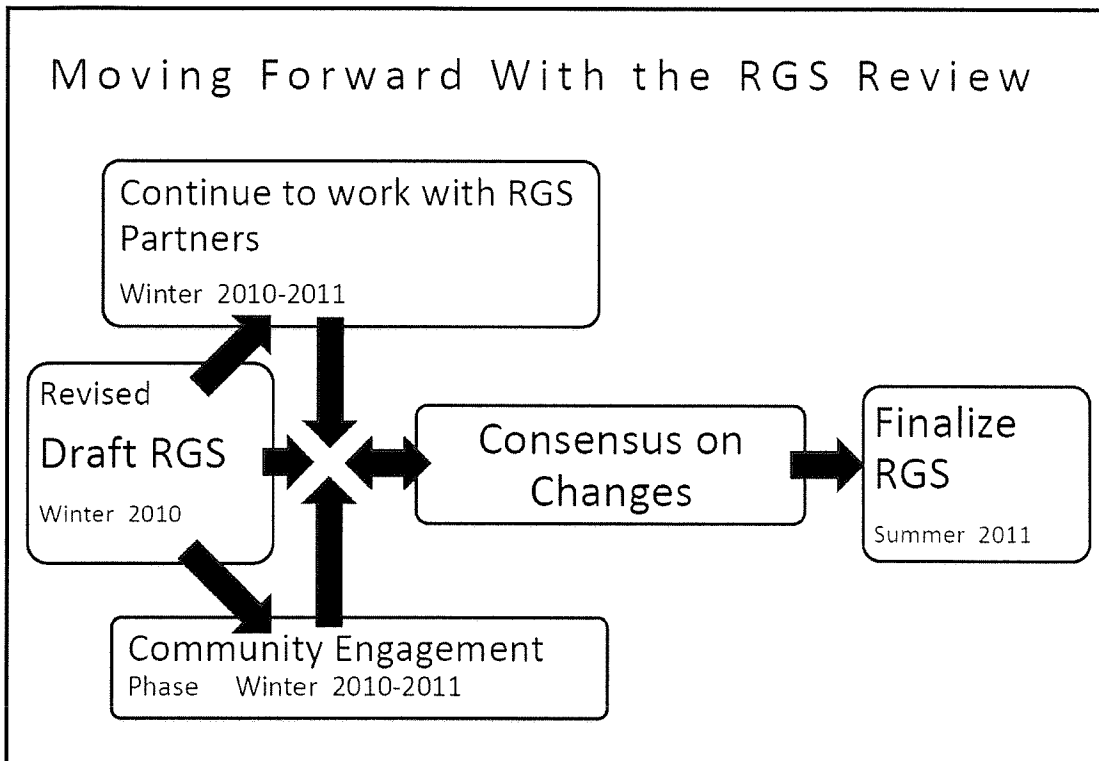 Moving Forward With the RGS Review
Continue to work with RGS
Partners
Winter 2010-2011
Revised
Draft RGS
Winter 2010
Consensus on
Changes
Finalize
RGS
Summer 2011
Community Engagement
Phase Winter 2010-2011